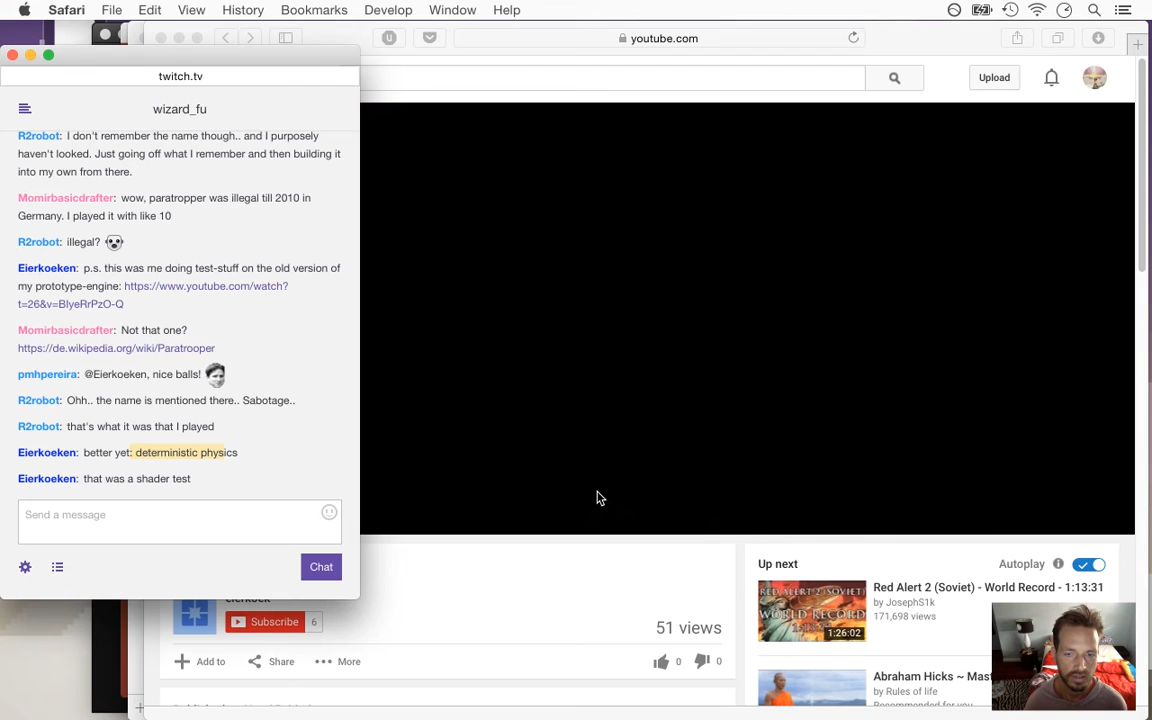 Safari File Edit View History Bookmarks Develop Window Help
youtube.com
twitch.tv
Upload
wizard_fu
R2robot: I don't remember the name though.. and I purposely
haven't looked. Just going off what I remember and then building it
into my own from there.
Momirbasicdrafter: wow, paratropper was illegal till 2010 in
Germany. I played it with like 10
R2robot: illegal?
Eierkoeken: p.s. this was me doing test-stuff on the old version of
my prototype-engine: https://www.youtube.com/watch?
t=26&v=BIyeRrPzO-Q
Momirbasicdrafter: Not that one?
https://de.wikipedia.org/wiki/Paratrooper
pmhpereira: @Eierkoeken, nice balls!
R2robot: Ohh.. the name is mentioned there.. Sabotage..
R2robot: that's what it was that I played
Eierkoeken: better yet: deterministic physics
Eierkoeken: that was a shader test
Send a message
Chat
Subscribe 6
51 views
Add to Share More 0 0
Up next Autoplay
Red Alert 2 (Soviet) - World Record - 1:13:31
by JosephS1k
171,698 views
RED ALERT 2 (SOVIET)
WORLD RECORD
1:26:02
Abraham Hicks ~ Mast
by Rules of life